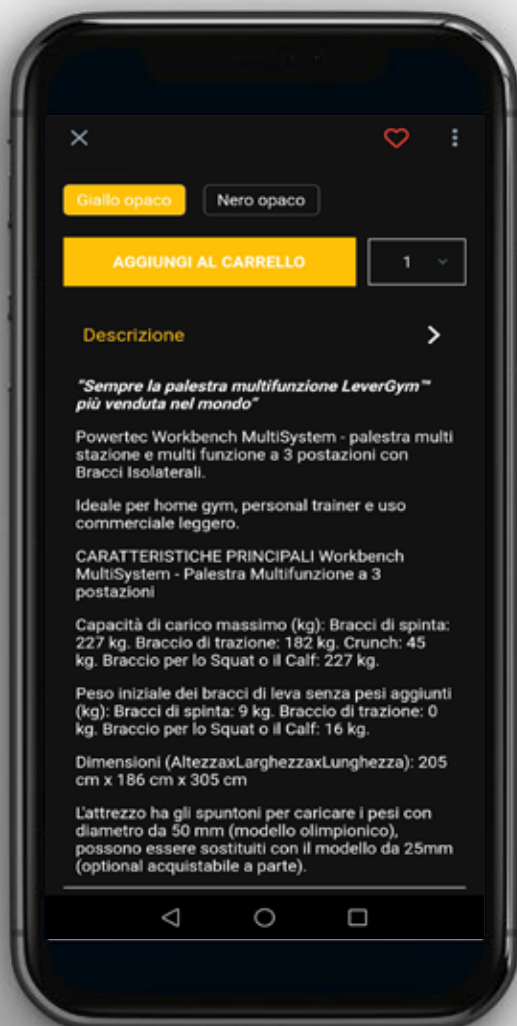 Giallo opaco
Nero opaco
AGGIUNGI AL CARRELLO
1
Descrizione
"Sempre la palestra multifunzione LeverGym™
più venduta nel mondo"
Powertec Workbench MultiSystem - palestra multi
stazione e multi funzione a 3 postazioni con
Bracci Isolaterali.
Ideale per home gym, personal trainer e uso
commerciale leggero.
CARATTERISTICHE PRINCIPALI Workbench
MultiSystem - Palestra Multifunzione a 3
postazioni
Capacità di carico massimo (kg): Bracci di spinta:
227 kg. Braccio di trazione: 182 kg. Crunch: 45
kg. Braccio per lo Squat o il Calf: 227 kg.
Peso iniziale dei bracci di leva senza pesi aggiunti
(kg): Bracci di spinta: 9 kg. Braccio di trazione: 0
kg. Braccio per lo Squat o il Calf: 16 kg.
Dimensioni (AltezzaxLarghezzaxLunghezza): 205
cm x 186 cm x 305 cm
L'attrezzo ha gli spuntoni per caricare i pesi con
diametro da 50 mm (modello olimpionico),
possono essere sostituiti con il modello da 25mm
(optional acquistabile a parte).